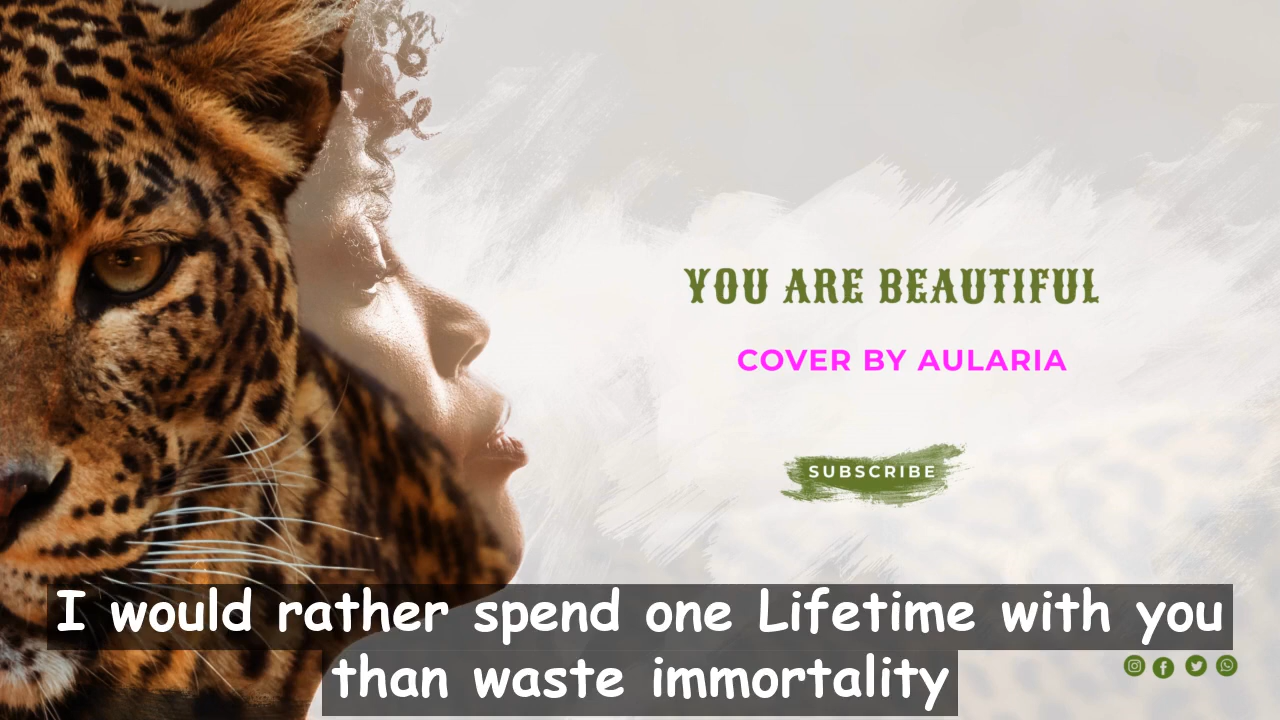 YOU ARE BEAUTIFUL
COVER BY AULARIA
SUBSCRIBE
I would rather spend one Lifetime with you
than waste immortality